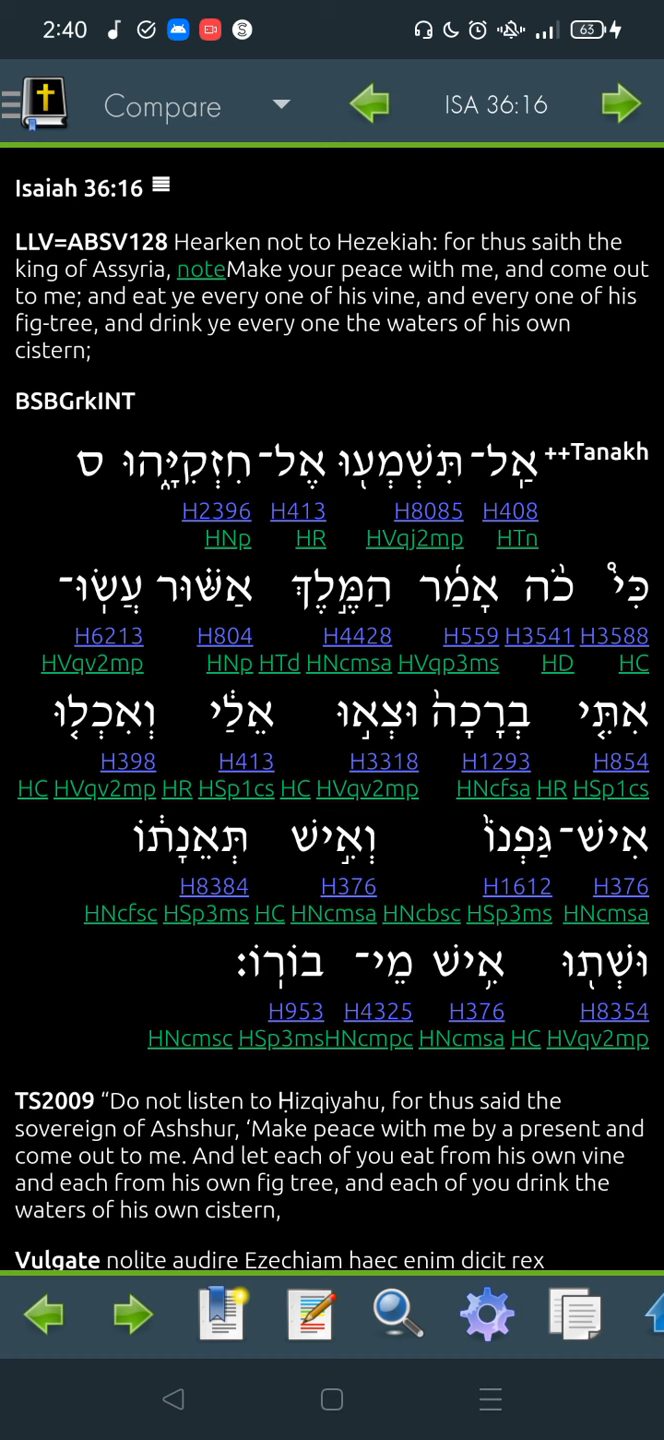 2:40
63
Compare
ISA 36:16
Isaiah 36:16
LLV=ABSV128 Hearken not to Hezekiah: for thus saith the
king of Assyria, noteMake your peace with me, and come out
to me; and eat ye every one of his vine, and every one of his
fig-tree, and drink ye every one the waters of his own
cistern;
BSBGrkINT
++Tanakh אַֽל־תִּשְׁמְע֖וּ אֶל־חִזְקִיָּ֑הוּ ס
H2396 H413 H8085 H408
HNp HR HVqj2mp HTn
כִּי֩ כֹ֨ה אָמַ֜ר הַמֶּ֣לֶךְ אַשּׁ֗וּר עֲשֽׂוּ־
H6213 H804 H4428 H559 H3541 H3588
HVqv2mp HNp HTd HNcmsa HVqp3ms HD HC
אִתִּ֤י בְרָכָה֙ וּצְא֣וּ אֵלַ֔י וְאִכְל֤וּ
H398 H413 H3318 H1293 H854
HC HVqv2mp HR HSp1cs HC HVqv2mp HNcfsa HR HSp1cs
אִישׁ־גַּפְנוֹ֙ וְאִ֣ישׁ תְּאֵנָת֔וֹ
H8384 H376 H1612 H376
HNcfsc HSp3ms HC HNcmsa HNcbsc HSp3ms HNcmsa
וּשְׁת֖וּ אִ֥ישׁ מֵי־ בוֹרֽוֹ׃
H953 H4325 H376 H8354
HNcmsc HSp3msHNcmpc HNcmsa HC HVqv2mp
TS2009 “Do not listen to Ḥizqiyahu, for thus said the
sovereign of Ashshur, ‘Make peace with me by a present and
come out to me. And let each of you eat from his own vine
and each from his own fig tree, and each of you drink the
waters of his own cistern,
Vulgate nolite audire Ezechiam haec enim dicit rex